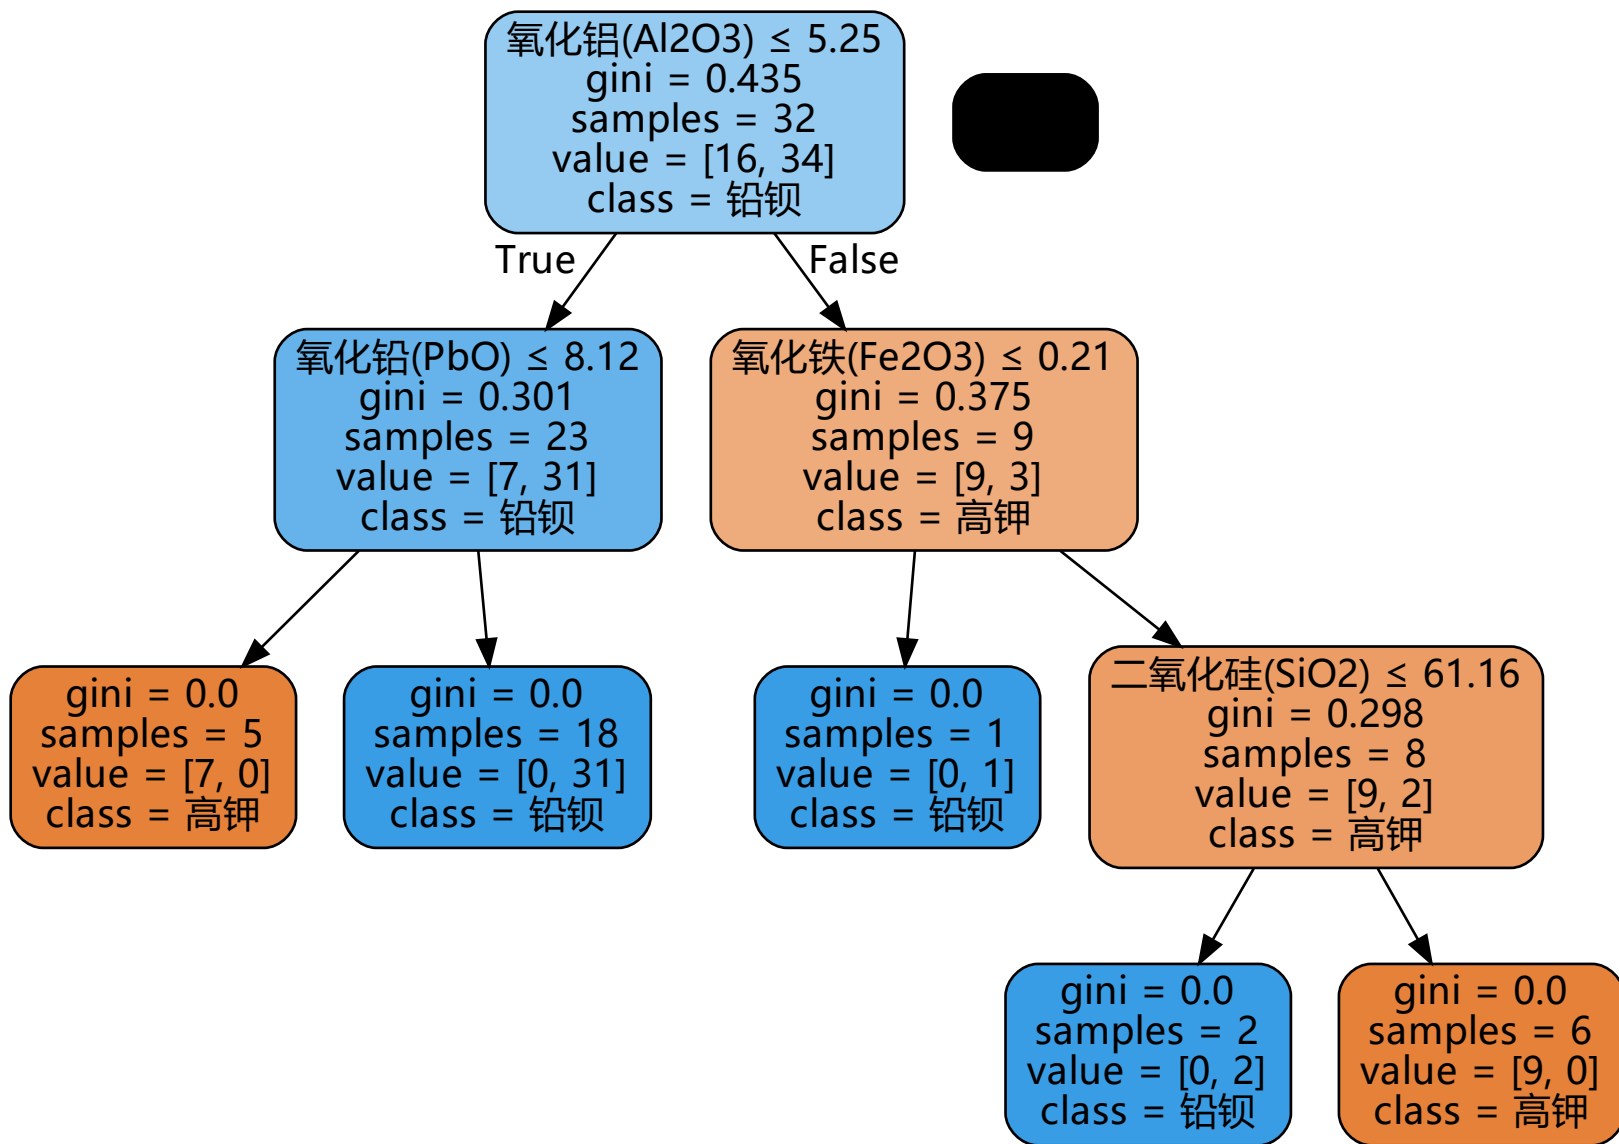 氧化铝(Al2O3) ≤ 5.25
gini = 0.435
samples = 32
value = [16, 34]
class = 铅钡
True
False
氧化铅(PbO) ≤ 8.12
gini = 0.301
samples = 23
value = [7, 31]
class = 铅钡
氧化铁(Fe2O3) ≤ 0.21
gini = 0.375
samples = 9
value = [9, 3]
class = 高钾
gini = 0.0
samples = 5
value = [7, 0]
class = 高钾
gini = 0.0
samples = 18
value = [0, 31]
class = 铅钡
gini = 0.0
samples = 1
value = [0, 1]
class = 铅钡
二氧化硅(SiO2) ≤ 61.16
gini = 0.298
samples = 8
value = [9, 2]
class = 高钾
gini = 0.0
samples = 2
value = [0, 2]
class = 铅钡
gini = 0.0
samples = 6
value = [9, 0]
class = 高钾